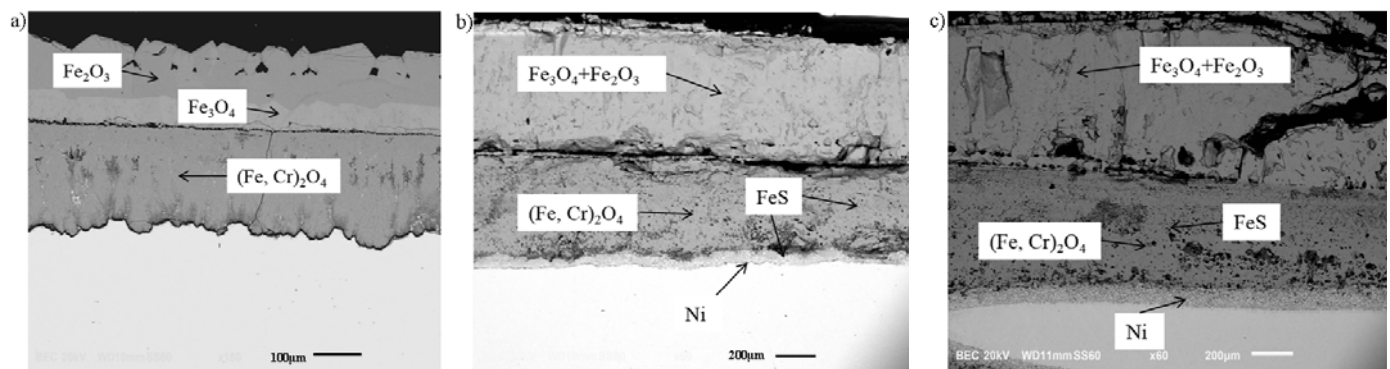 a)
Fe₂O₃
Fe₃O₄
(Fe, Cr)₂O₄
100μm
b)
Fe₃O₄+Fe₂O₃
FeS
(Fe, Cr)₂O₄
Ni
200μm
c)
Fe₃O₄+Fe₂O₃
FeS
(Fe, Cr)₂O₄
Ni
BEC 20kV WD11mm SS60 x60 200μm